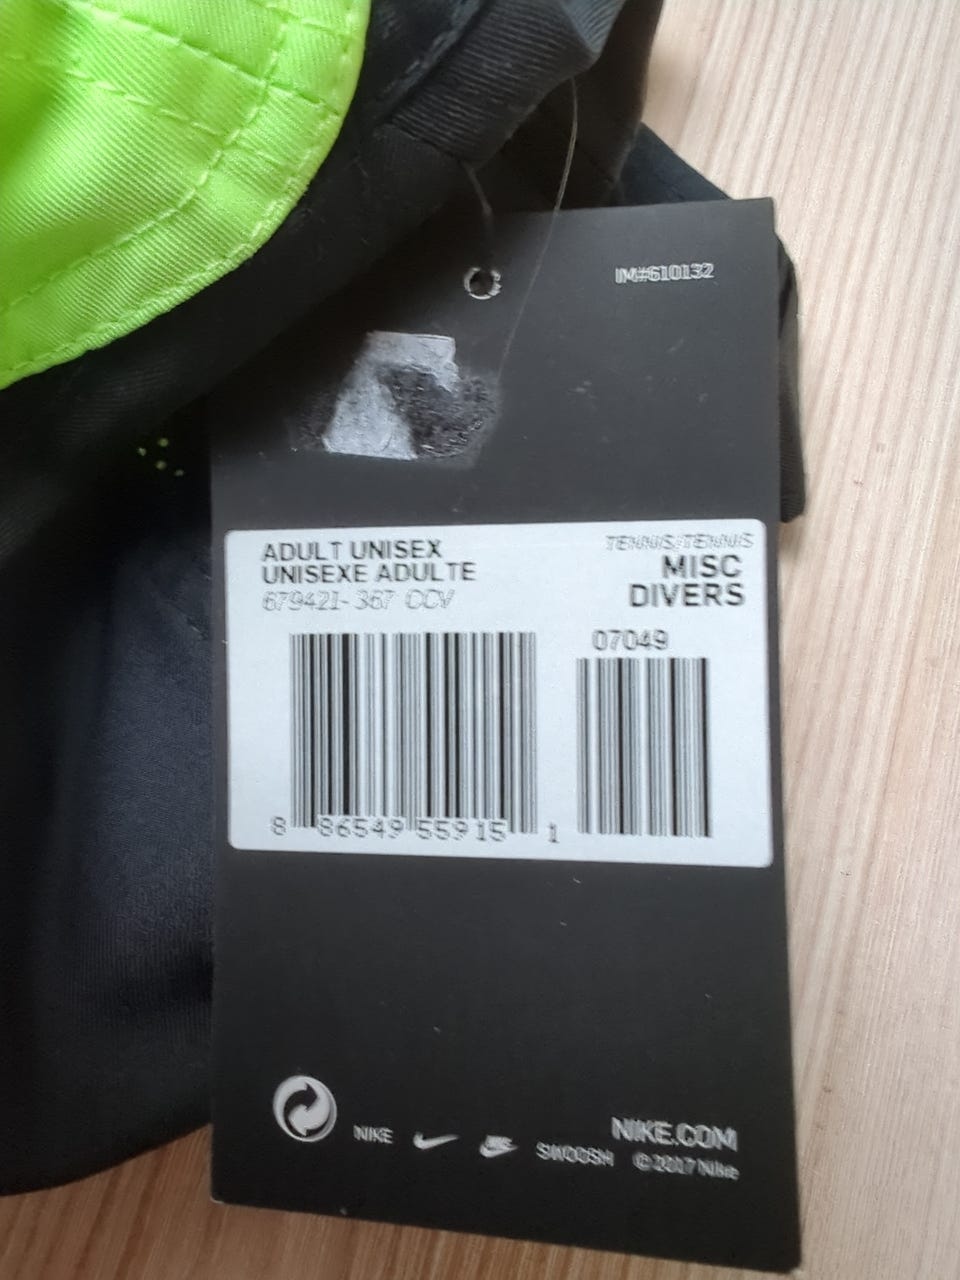 IM#610132
ADULT UNISEX
UNISEXE ADULTE
679421-367 CCV
TENNIS/TENNIS
MISC
DIVERS
07049
8 86549 55915 1
NIKE.COM
NIKE SWOOSH © 2017 Nike